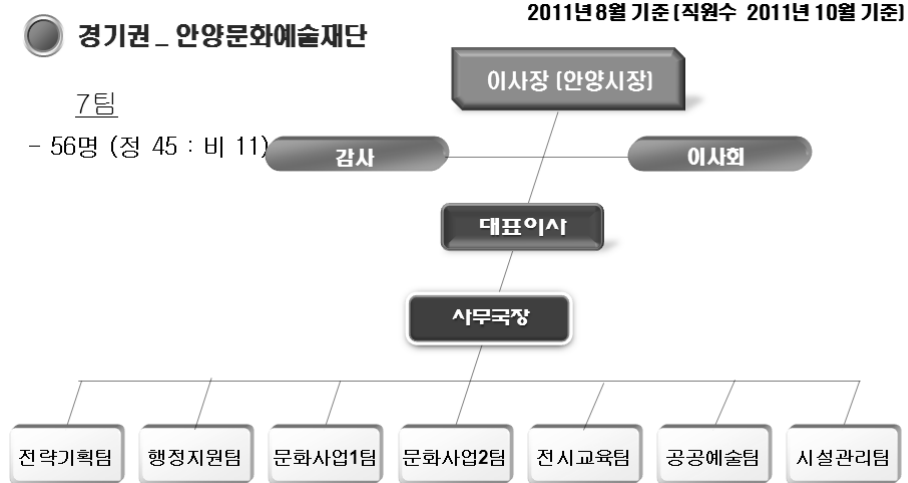 2011년 8월 기준 (직원수 2011년 10월 기준)
경기권 _ 안양문화예술재단
이사장 (안양시장)
7팀
- 56명 (정 45 : 비 11)
감사
이사회
대표이사
사무국장
전략기획팀
행정지원팀
문화사업1팀
문화사업2팀
전시교육팀
공공예술팀
시설관리팀